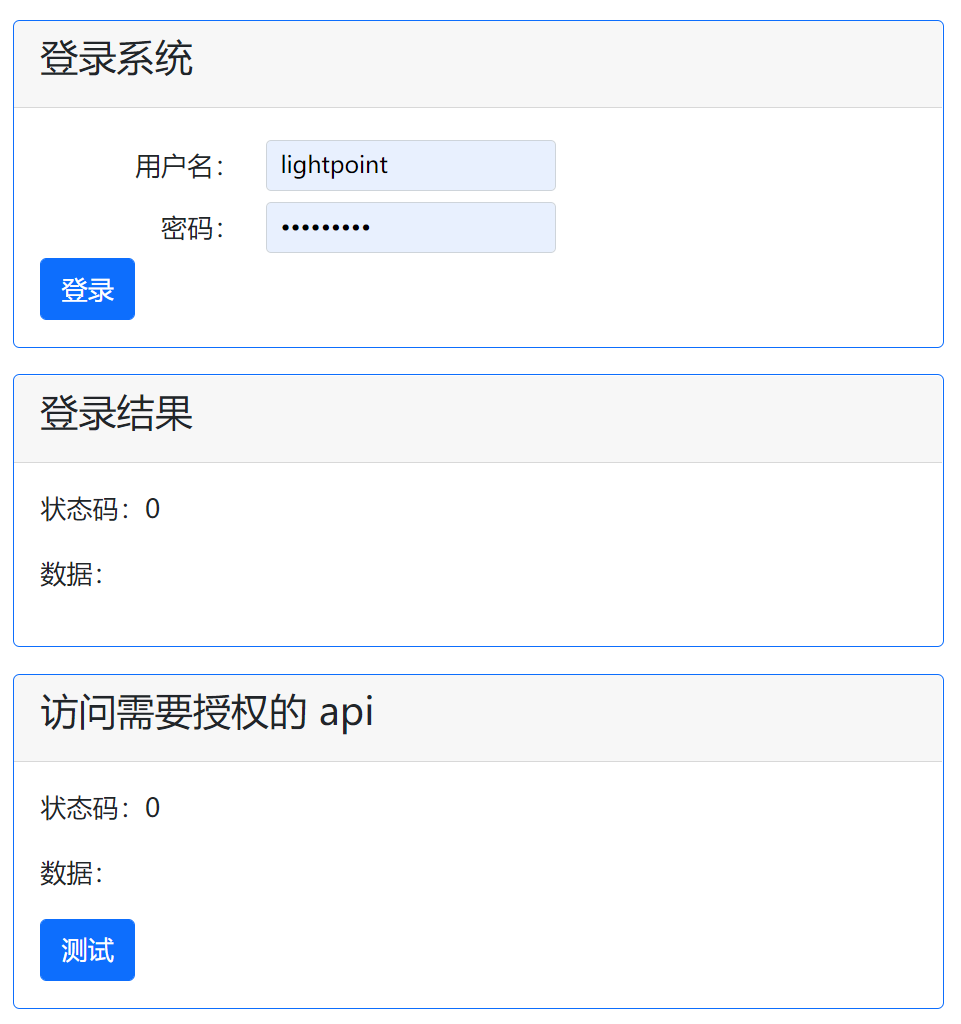 登录系统
用户名： lightpoint
密码： •••••••••
登录
登录结果
状态码：0
数据：
访问需要授权的 api
状态码：0
数据：
测试